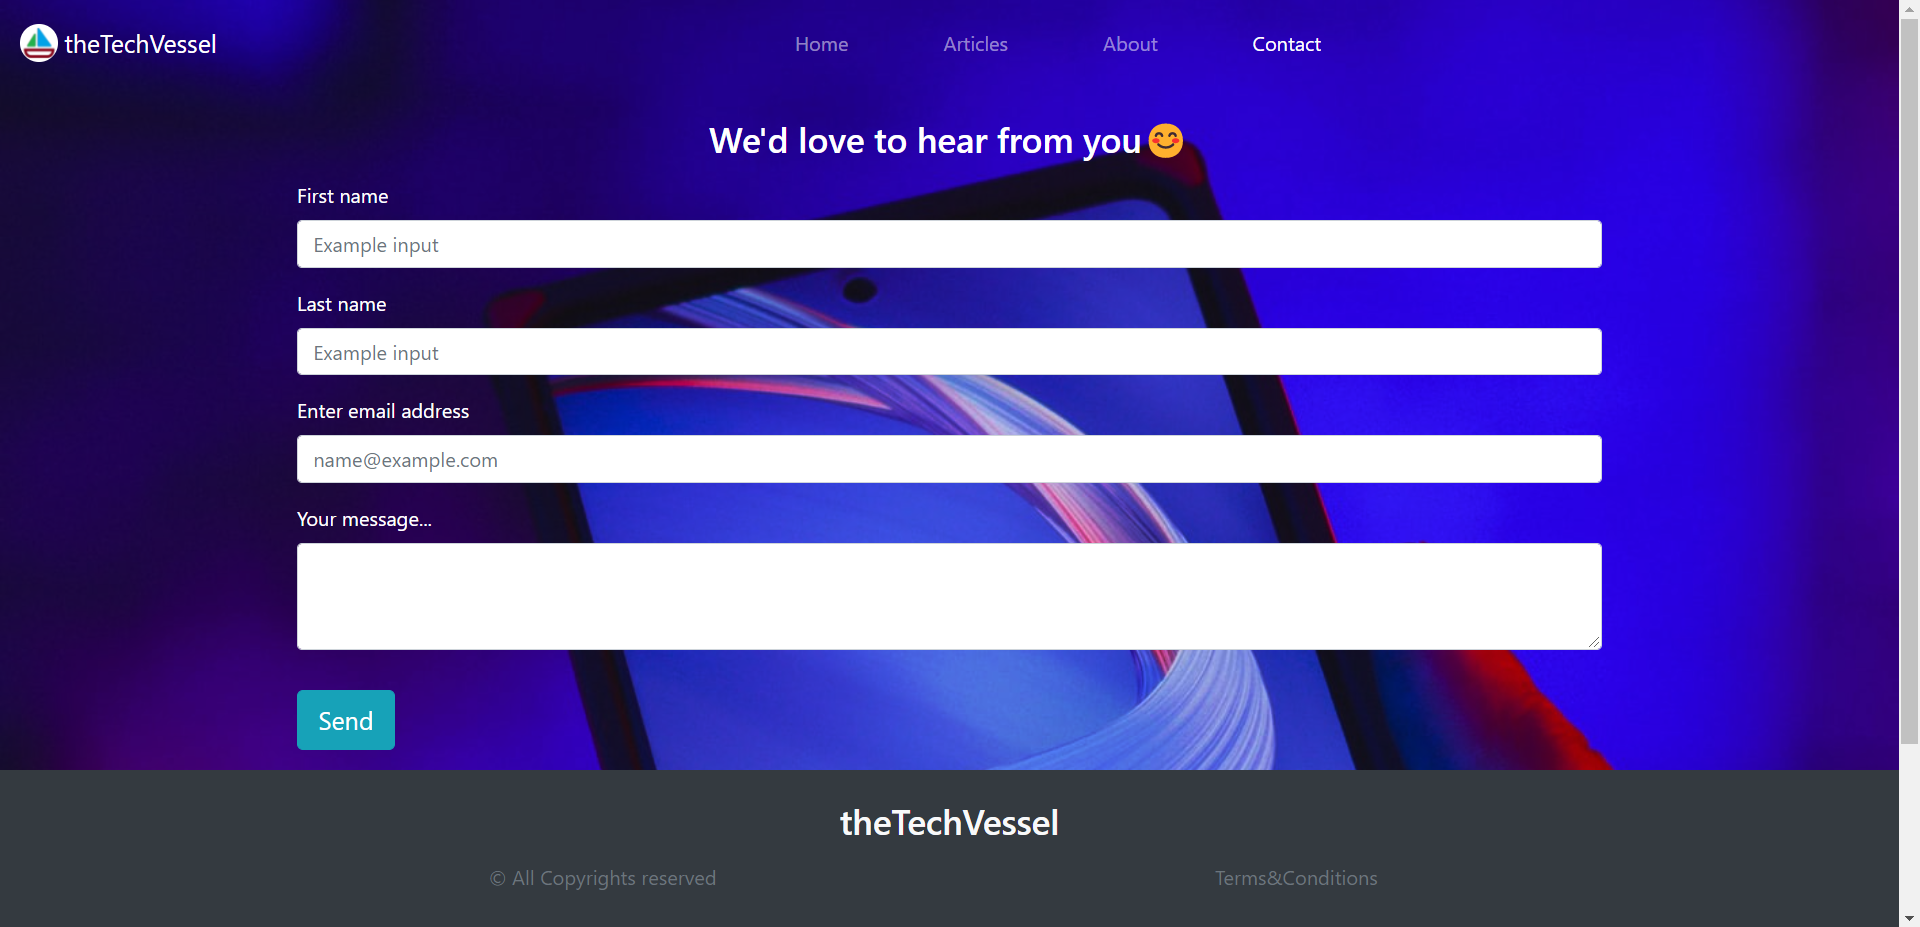 theTechVessel Home Articles About Contact
We'd love to hear from you😊
First name
Example input
Last name
Example input
Enter email address
name@example.com
Your message...
Send
theTechVessel
© All Copyrights reserved Terms&Conditions